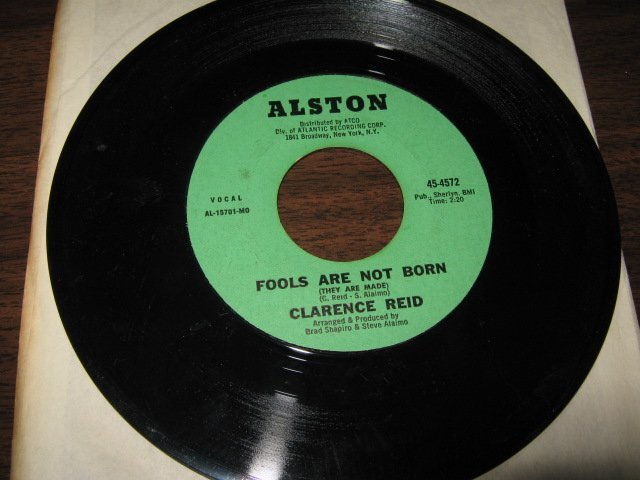 ALSTON
Distributed by ATCO
Div. of ATLANTIC RECORDING CORP.
1841 Broadway, New York, N.Y.
VOCAL
AL-15701-MO
45-4572
Pub., Sherlyn, BMI
Time: 2:20
FOOLS ARE NOT BORN
(THEY ARE MADE)
(C. Reid - S. Alaimo)
CLARENCE REID
Arranged & Produced by
Brad Shapiro & Steve Alaimo